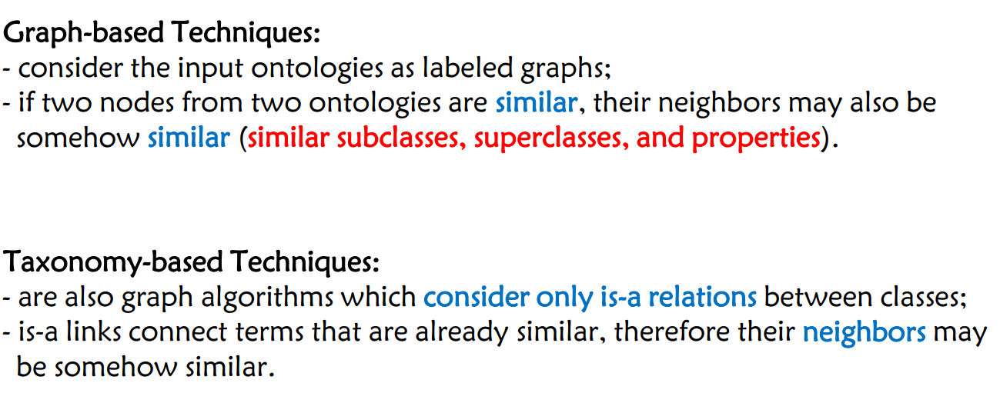 Graph-based Techniques:
- consider the input ontologies as labeled graphs;
- if two nodes from two ontologies are similar, their neighbors may also be
somehow similar (similar subclasses, superclasses, and properties).
Taxonomy-based Techniques:
- are also graph algorithms which consider only is-a relations between classes;
- is-a links connect terms that are already similar, therefore their neighbors may
be somehow similar.